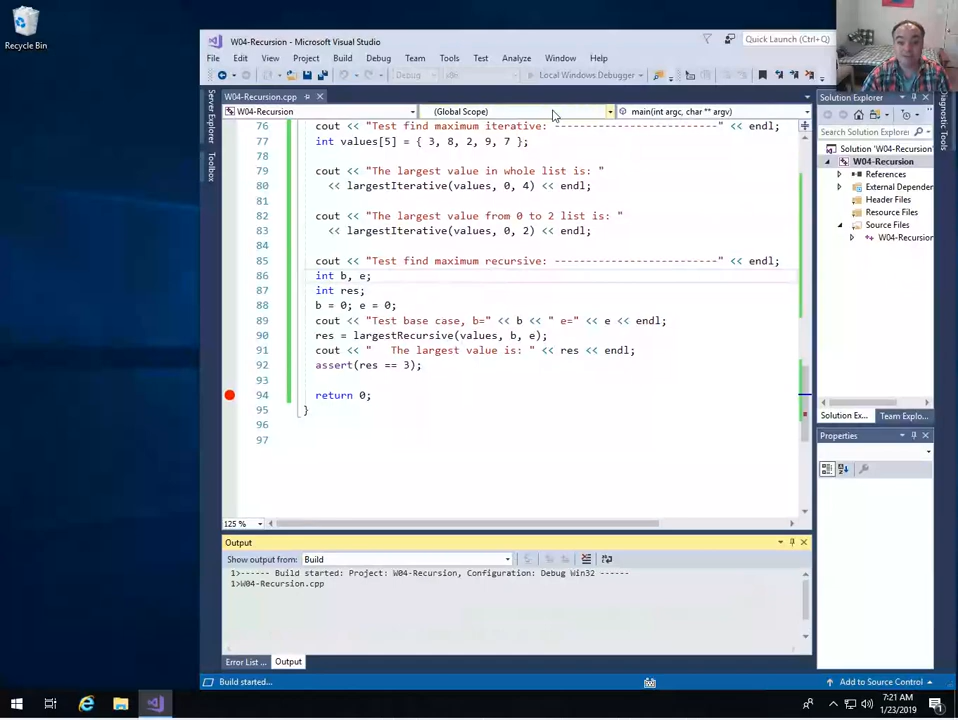 Recycle Bin
W04-Recursion - Microsoft Visual Studio
Quick Launch (Ctrl+Q)
File Edit View Project Build Debug Team Tools Test Analyze Window Help
Debug Local Windows Debugger
W04-Recursion.cpp
Solution Explorer
W04-Recursion (Global Scope) main(int argc, char ** argv)
Server Explorer
Toolbox
Diagnostic Tools
Search Solution Explorer
Solution 'W04-Recursion'
W04-Recursion
References
External Dependen
Header Files
Resource Files
Source Files
W04-Recursion
76 cout << "Test find maximum iterative: -------------------------" << endl;
77 int values[5] = { 3, 8, 2, 9, 7 };
78
79 cout << "The largest value in whole list is: "
80 << largestIterative(values, 0, 4) << endl;
81
82 cout << "The largest value from 0 to 2 list is: "
83 << largestIterative(values, 0, 2) << endl;
84
85 cout << "Test find maximum recursive: -------------------------" << endl;
86 int b, e;
87 int res;
88 b = 0; e = 0;
89 cout << "Test base case, b=" << b << " e=" << e << endl;
90 res = largestRecursive(values, b, e);
91 cout << "   The largest value is: " << res << endl;
92 assert(res == 3);
93
94 return 0;
95 }
96
97
Solution Ex... Team Explo...
Properties
125 %
Output
Show output from: Build
1>------ Build started: Project: W04-Recursion, Configuration: Debug Win32 ------
1>W04-Recursion.cpp
Error List ... Output
Build started...
Add to Source Control
7:21 AM
1/23/2019